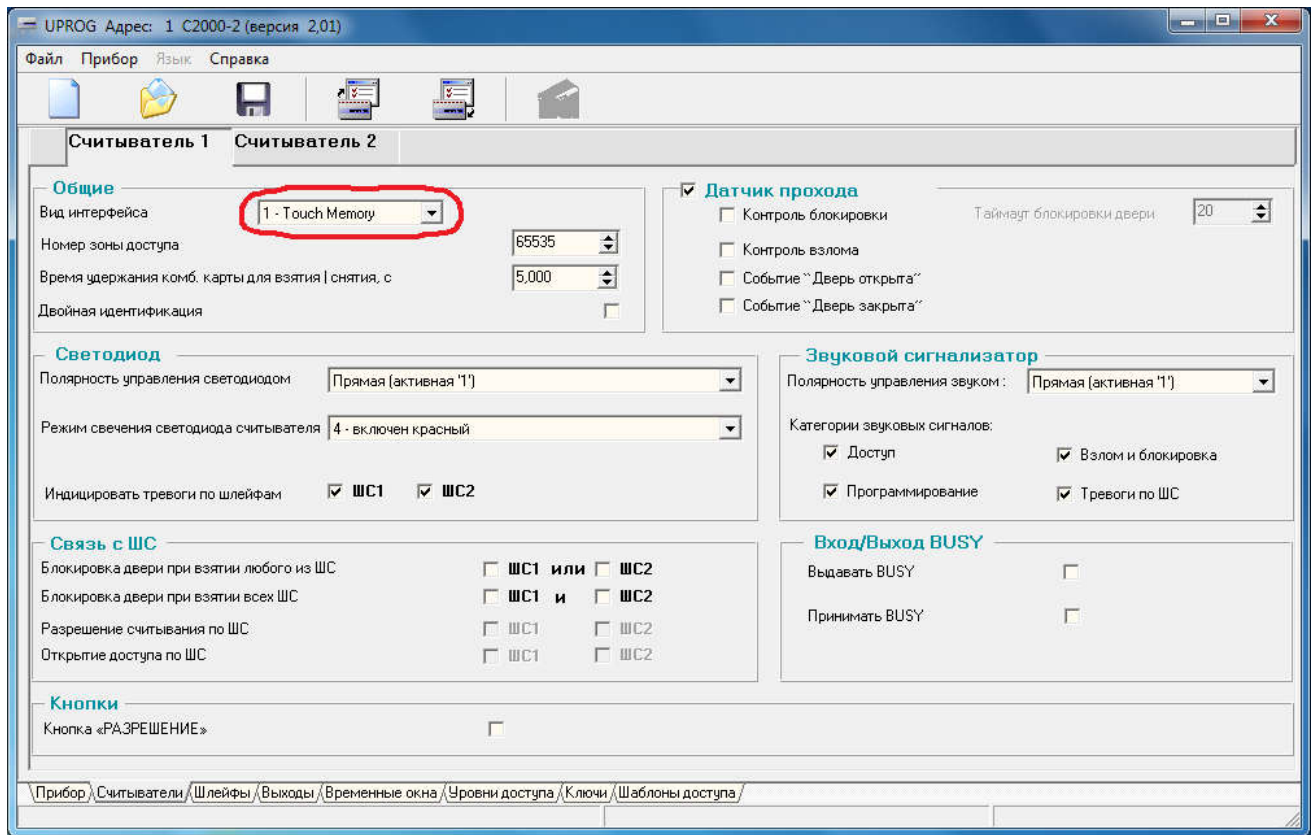 UPROG Адрес: 1 С2000-2 (версия 2,01)
Файл Прибор Язык Справка
Считыватель 1 Считыватель 2
Общие
Вид интерфейса 1 - Touch Memory
Номер зоны доступа 65535
Время удержания комб. карты для взятия | снятия, с 5,000
Двойная идентификация
Датчик прохода
Контроль блокировки Таймаут блокировки двери 20
Контроль взлома
Событие ``Дверь открыта``
Событие ``Дверь закрыта``
Светодиод
Полярность управления светодиодом Прямая (активная '1')
Режим свечения светодиода считывателя 4 - включен красный
Индицировать тревоги по шлейфам ШС1 ШС2
Звуковой сигнализатор
Полярность управления звуком : Прямая (активная '1')
Категории звуковых сигналов:
Доступ Взлом и блокировка
Программирование Тревоги по ШС
Связь с ШС
Блокировка двери при взятии любого из ШС ШС1 или ШС2
Блокировка двери при взятии всех ШС ШС1 и ШС2
Разрешение считывания по ШС ШС1 ШС2
Открытие доступа по ШС ШС1 ШС2
Вход/Выход BUSY
Выдавать BUSY
Принимать BUSY
Кнопки
Кнопка «РАЗРЕШЕНИЕ»
Прибор Считыватели Шлейфы Выходы Временные окна Уровни доступа Ключи Шаблоны доступа